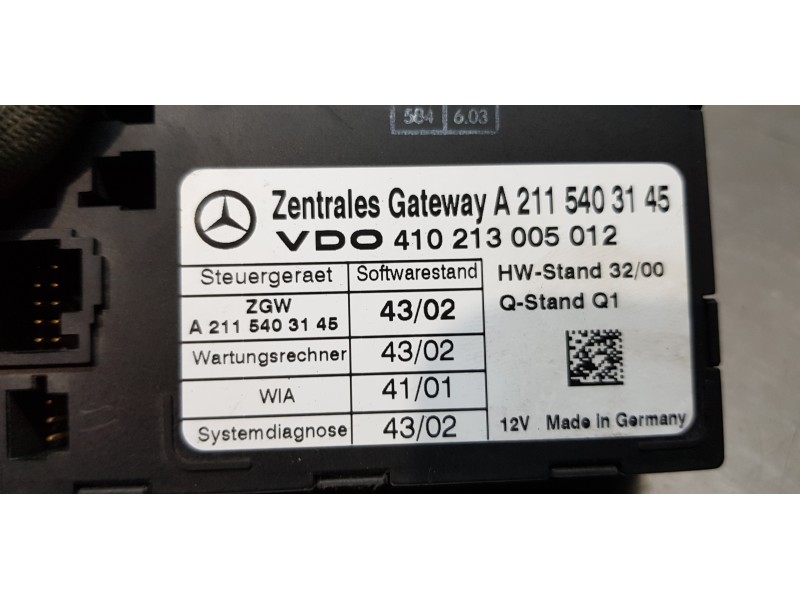 504 6.03
Zentrales Gateway A 211 540 31 45
VDO 410 213 005 012
Steuergeraet Softwarestand HW-Stand 32/00
ZGW
A 211 540 31 45 43/02 Q-Stand Q1
Wartungsrechner 43/02
WIA 41/01
Systemdiagnose 43/02 12V Made in Germany